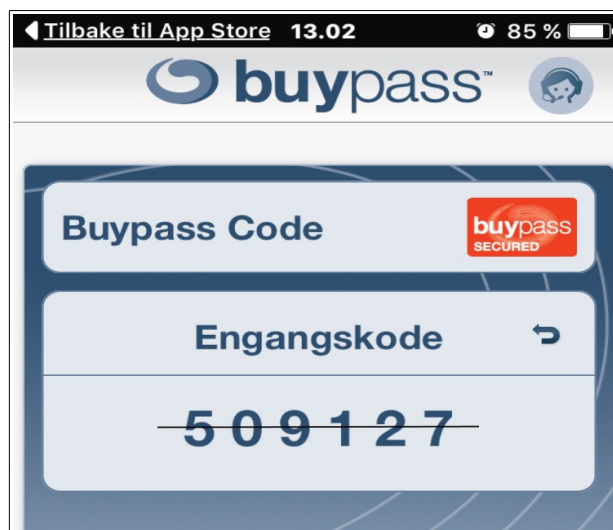 Tilbake til App Store 13.02 85 %
buypass™
Buypass Code
buypass
SECURED
Engangskode
509127